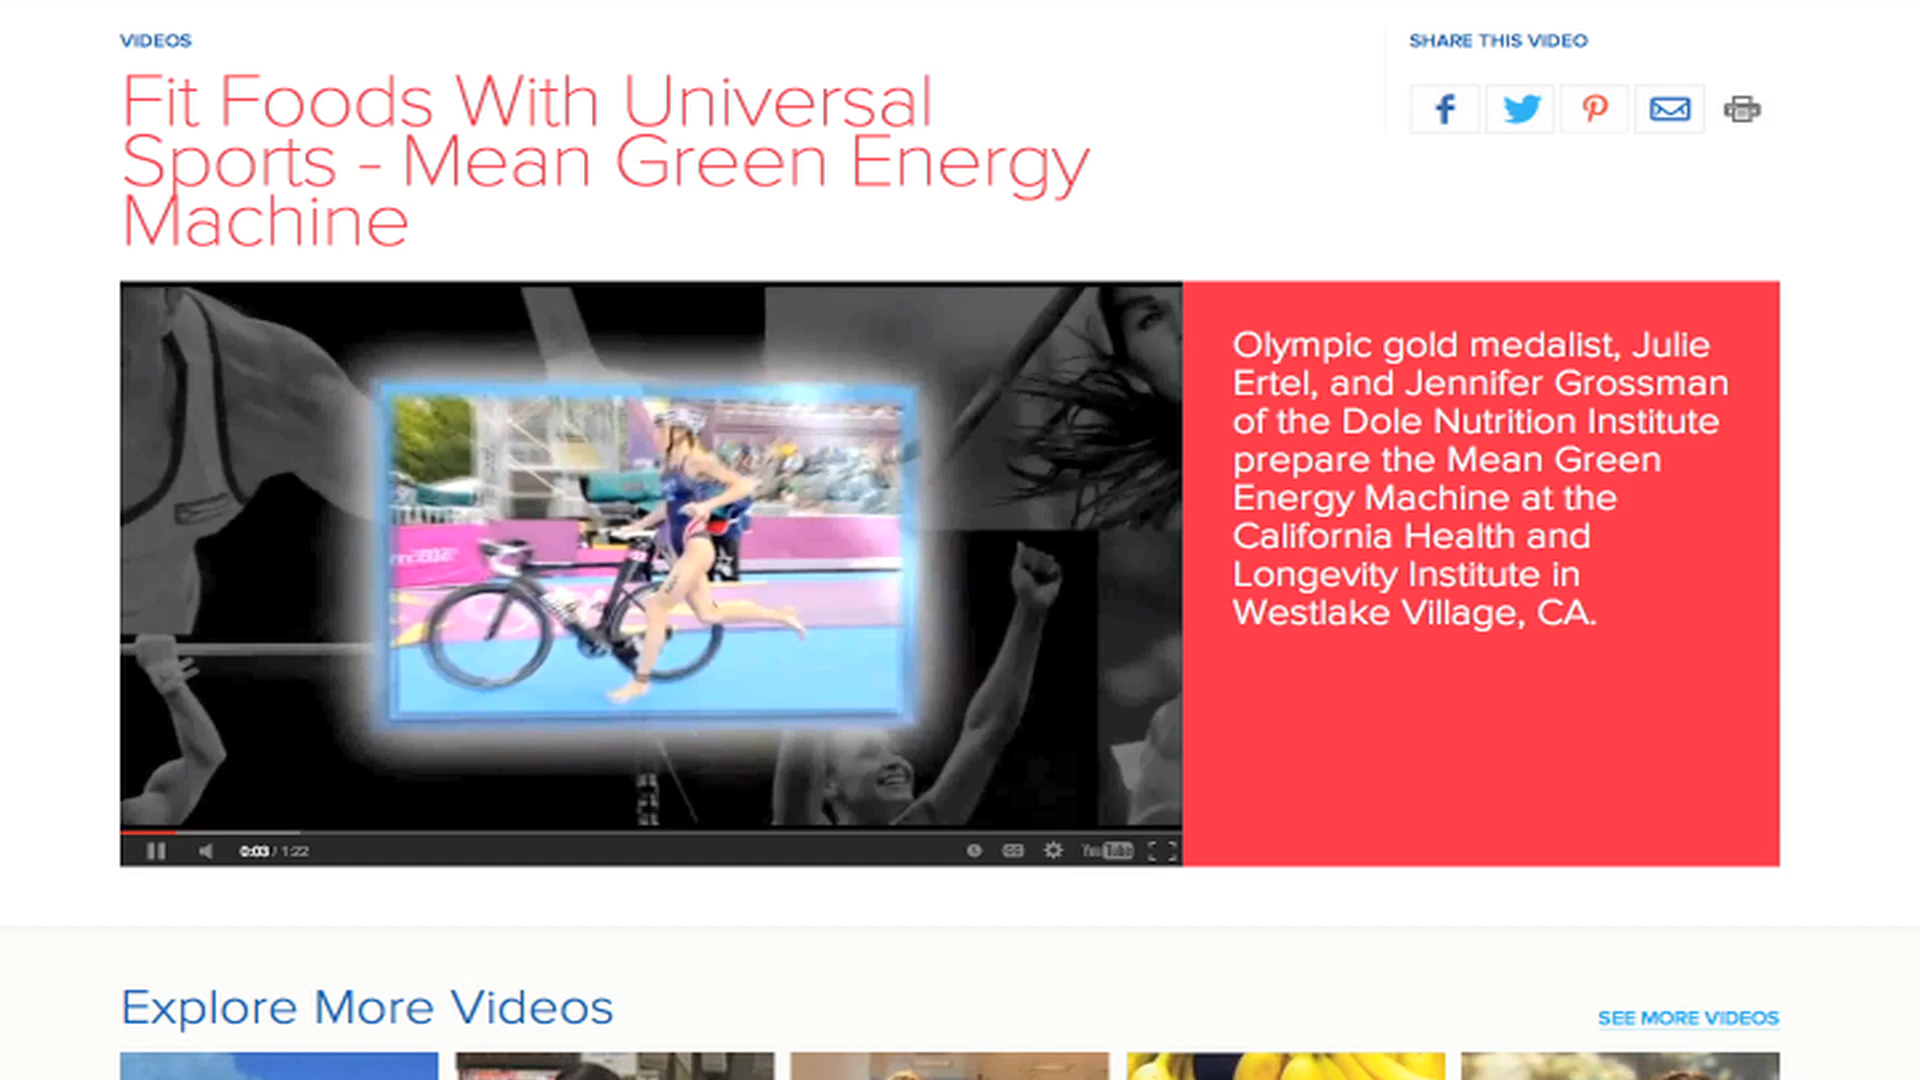 VIDEOS
SHARE THIS VIDEO
Fit Foods With Universal
Sports - Mean Green Energy
Machine
Olympic gold medalist, Julie
Ertel, and Jennifer Grossman
of the Dole Nutrition Institute
prepare the Mean Green
Energy Machine at the
California Health and
Longevity Institute in
Westlake Village, CA.
0:03 / 1:22
YouTube
Explore More Videos
SEE MORE VIDEOS